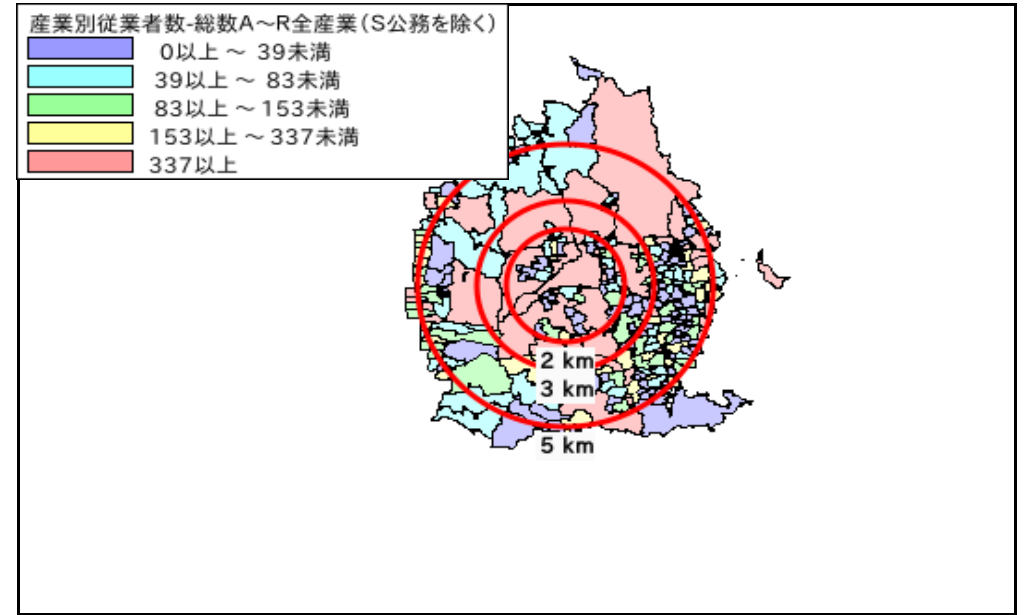 産業別従業者数-総数A～R全産業(S公務を除く)
0以上 ～ 39未満
39以上 ～ 83未満
83以上 ～ 153未満
153以上 ～ 337未満
337以上
2 km
3 km
5 km